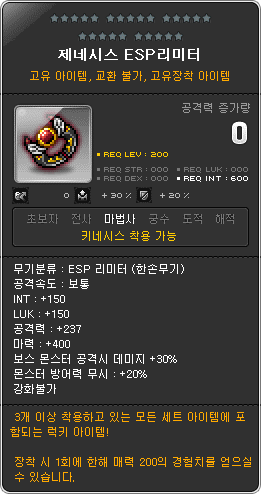 제네시스 ESP리미터
고유 아이템, 교환 불가, 고유장착 아이템
공격력 증가량
0
REQ LEV : 200
REQ STR : 000 REQ LUK : 000
REQ DEX : 000 REQ INT : 600
0 + 30 % + 20 %
초보자 전사 마법사 궁수 도적 해적
키네시스 착용 가능
무기분류 : ESP 리미터 (한손무기)
공격속도 : 보통
INT : +150
LUK : +150
공격력 : +237
마력 : +400
보스 몬스터 공격시 데미지 +30%
몬스터 방어력 무시 : +20%
강화불가
3개 이상 착용하고 있는 모든 세트 아이템에 포
함되는 럭키 아이템!
장착 시 1회에 한해 매력 200의 경험치를 얻으실
수 있습니다.